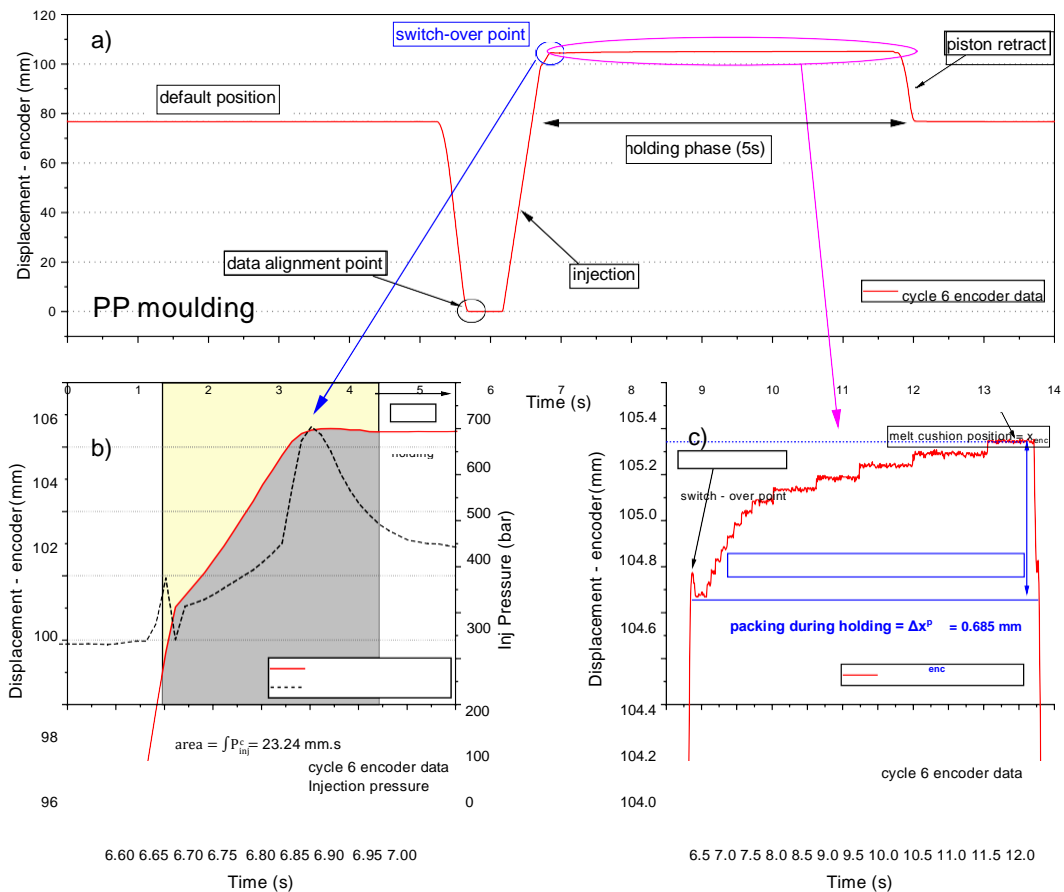 120
a)
switch-over point
piston retract
100
default position
80
holding phase (5s)
60
40
data alignment point
injection
20
PP moulding
cycle 6 encoder data
0
Displacement - encoder (mm)
0 1 2 3 4 5 6 7 8 9 10 11 12 13 14
Time (s)
b)
106
104
102
100
98
96
Displacement - encoder(mm)
holding
700
600
500
400
300
200
100
0
Inj Pressure (bar)
area = ∫P^c_inj = 23.24 mm.s
cycle 6 encoder data
Injection pressure
6.60 6.65 6.70 6.75 6.80 6.85 6.90 6.95 7.00
Time (s)
c)
105.4
105.2
105.0
104.8
104.6
104.4
104.2
104.0
Displacement - encoder(mm)
melt cushion position = x_enc
switch - over point
packing during holding = Δx^p = 0.685 mm
enc
cycle 6 encoder data
6.5 7.0 7.5 8.0 8.5 9.0 9.5 10.0 10.5 11.0 11.5 12.0
Time (s)